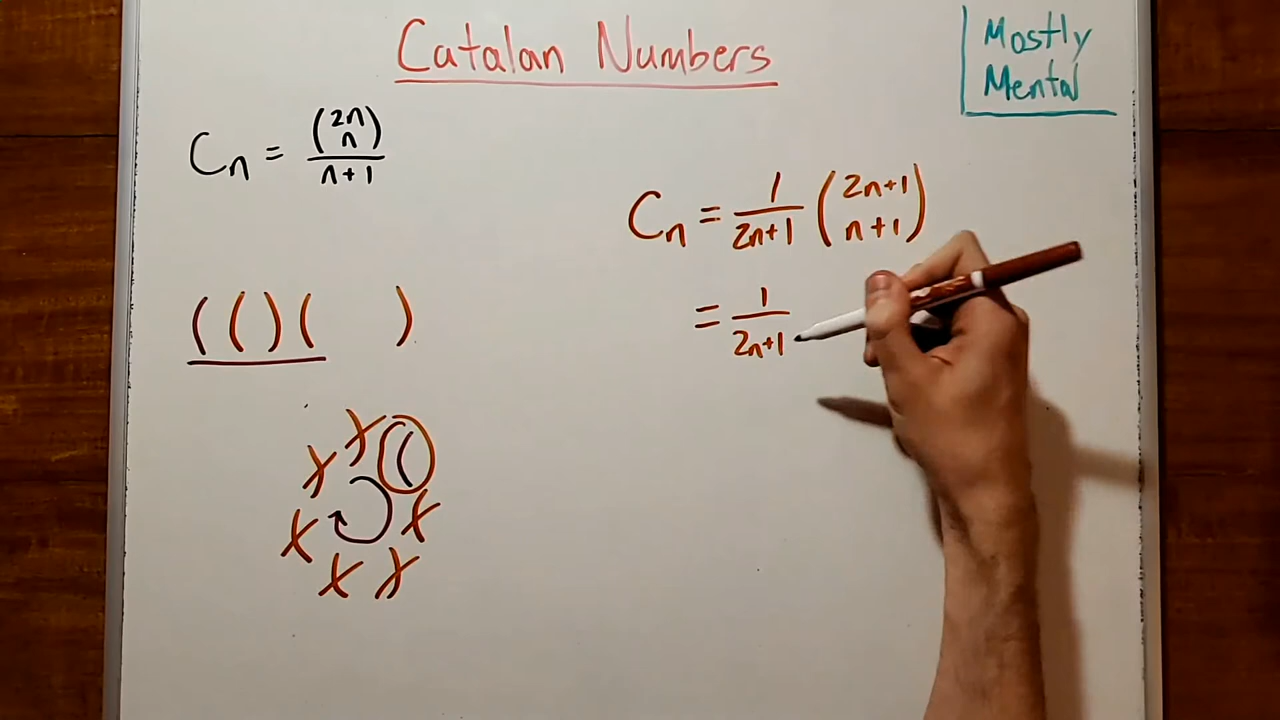 Catalan Numbers
Mostly
Mental
Cₙ = (2n n) / (n+1)
Cₙ = 1/(2n+1) (2n+1 n+1)
= 1/(2n+1)
( ( ) ( )